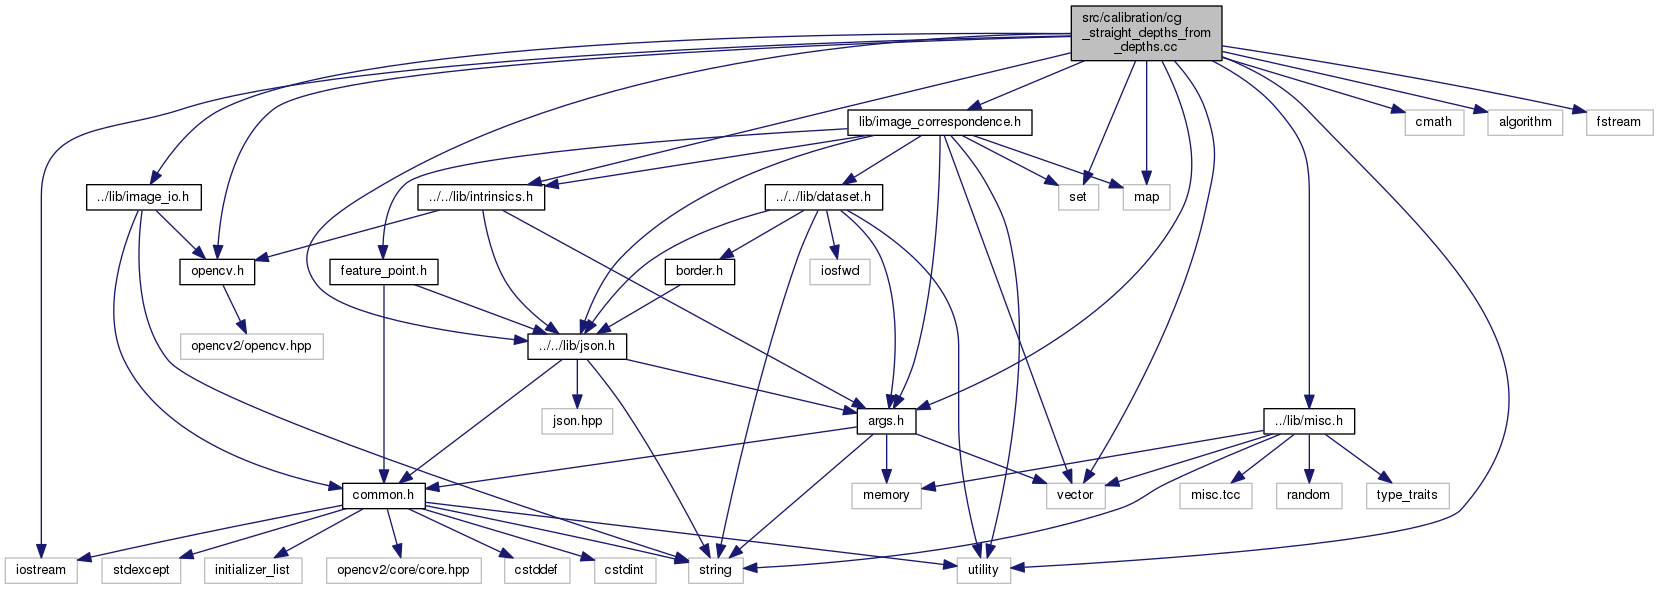 src/calibration/cg
_straight_depths_from
_depths.cc
lib/image_correspondence.h
cmath
algorithm
fstream
../lib/image_io.h
../../lib/intrinsics.h
../../lib/dataset.h
set
map
opencv.h
feature_point.h
border.h
iosfwd
opencv2/opencv.hpp
../../lib/json.h
json.hpp
args.h
../lib/misc.h
common.h
memory
vector
misc.tcc
random
type_traits
iostream
stdexcept
initializer_list
opencv2/core/core.hpp
cstddef
cstdint
string
utility